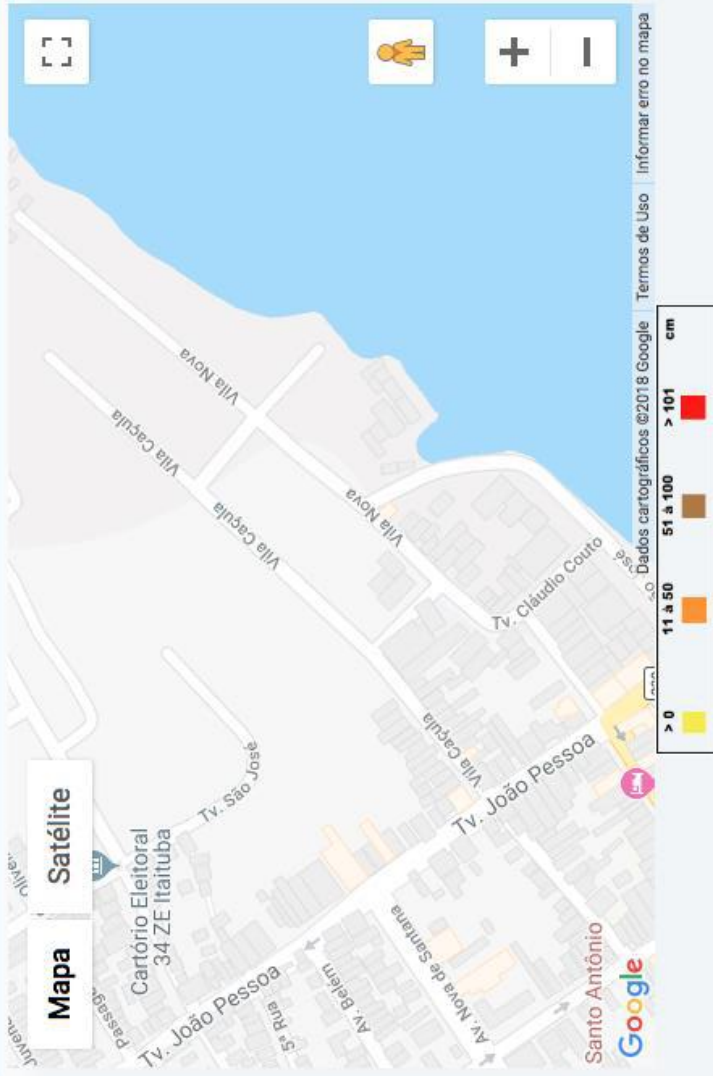 Mapa
Satélite
Cartório Eleitoral
34 ZE Itaituba
Tv. São José
Passage
Tv. João Pessoa
5ª Rua
Av. Belém
Av. Nova de Santana
Tv. João Pessoa
Vila Caçula
Vila Caçula
Vila Caçula
Vila Nova
Vila Nova
Tv. Cláudio Couto
Santo Antônio
Google
Dados cartográficos ©2018 Google
Termos de Uso
Informar erro no mapa
> 0
11 à 50
51 à 100
> 101
cm